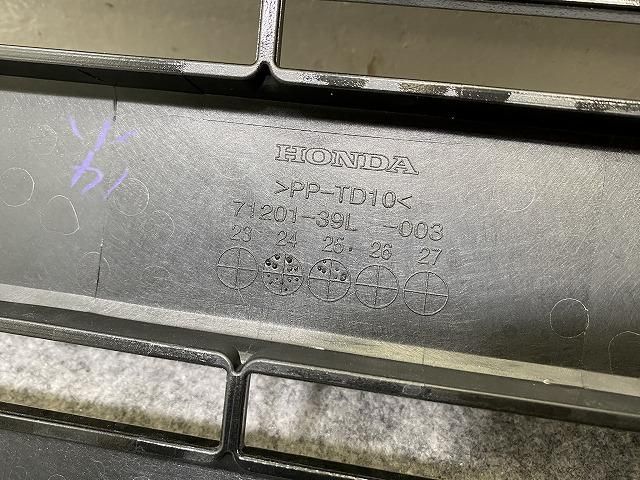 HONDA
>PP-TD10<
71201-39L -003
23 24 25 26 27